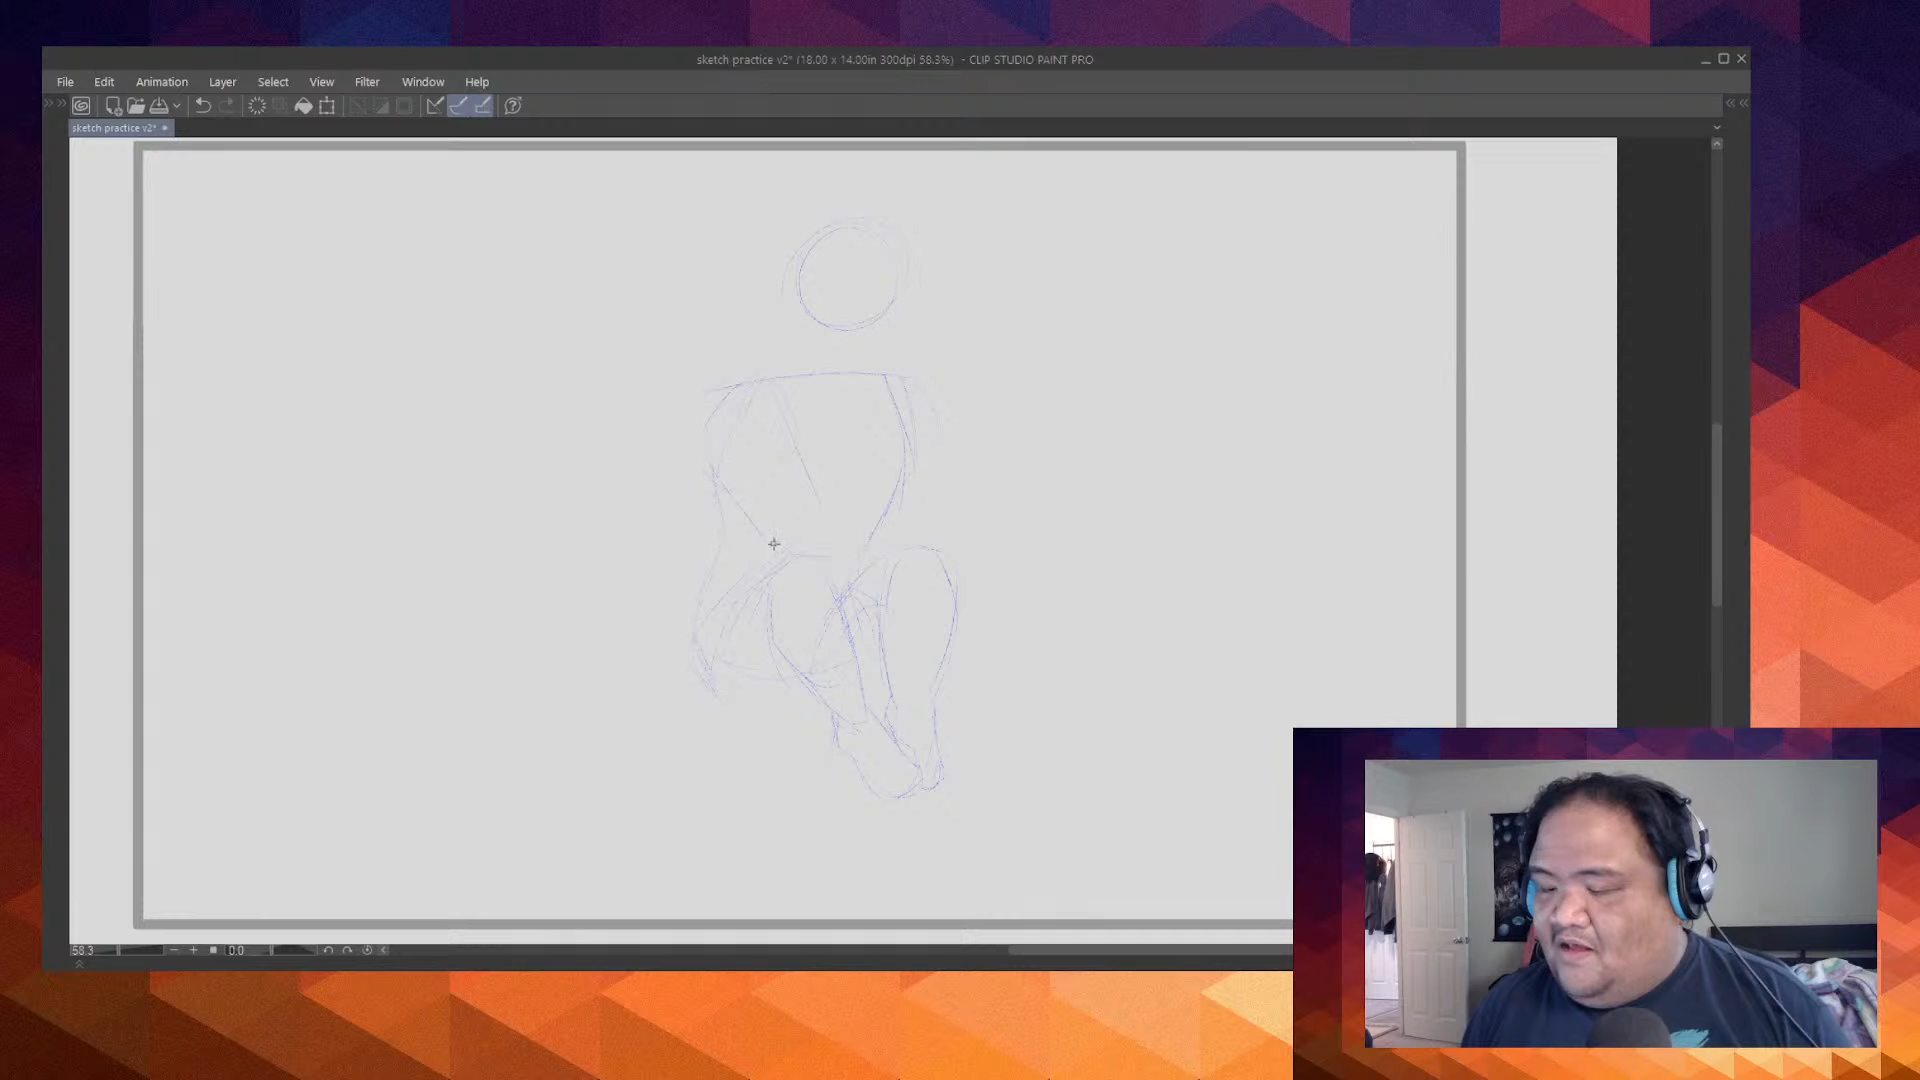 sketch practice v2* (18.00 x 14.00in 300dpi 58.3%) - CLIP STUDIO PAINT PRO
File Edit Animation Layer Select View Filter Window Help
sketch practice v2*
58.3 0.0